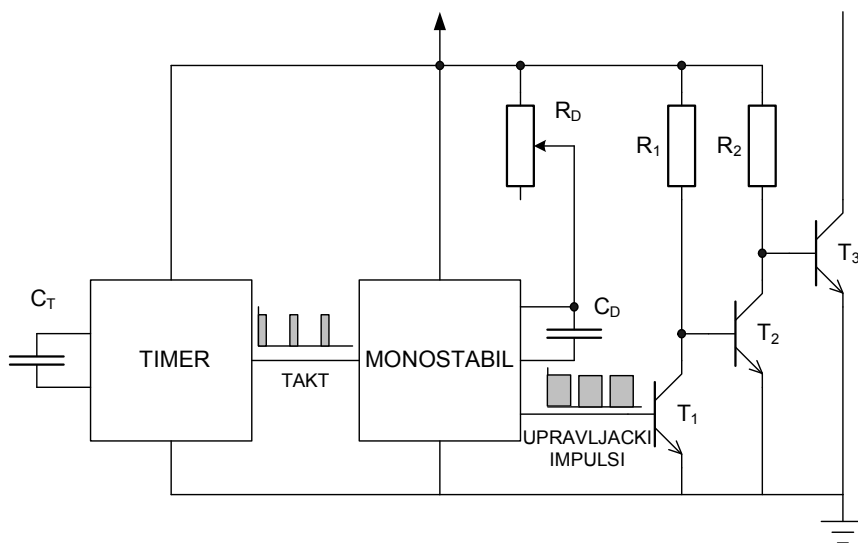 R_D
R_1
R_2
T_3
C_T
C_D
TIMER
MONOSTABIL
T_2
TAKT
T_1
UPRAVLJACKI
IMPULSI